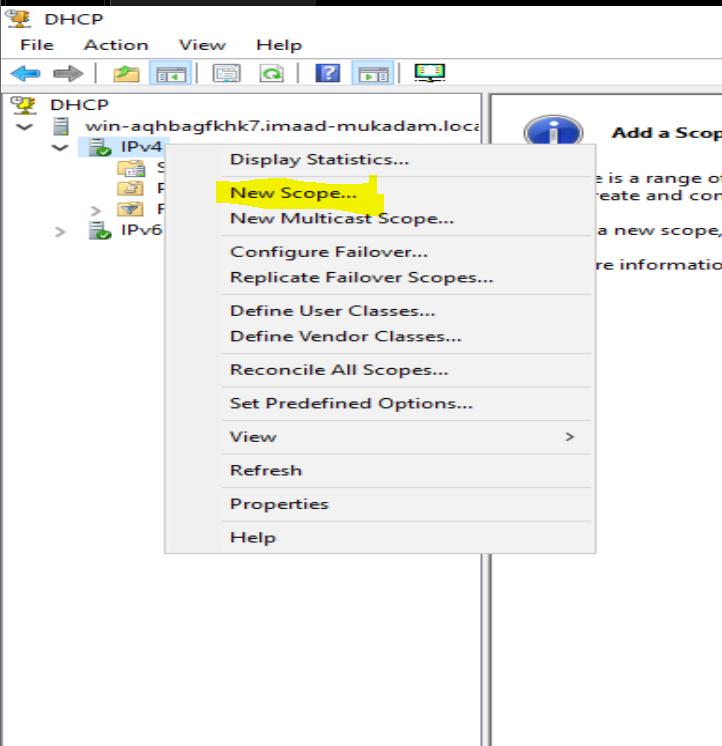 DHCP
File Action View Help
DHCP
win-aqhbagfkhk7.imaad-mukadam.loca
IPv4
IPv6
Display Statistics...
New Scope...
New Multicast Scope...
Configure Failover...
Replicate Failover Scopes...
Define User Classes...
Define Vendor Classes...
Reconcile All Scopes...
Set Predefined Options...
View
Refresh
Properties
Help
Add a Scop
is a range of
eate and con
a new scope,
re informatio